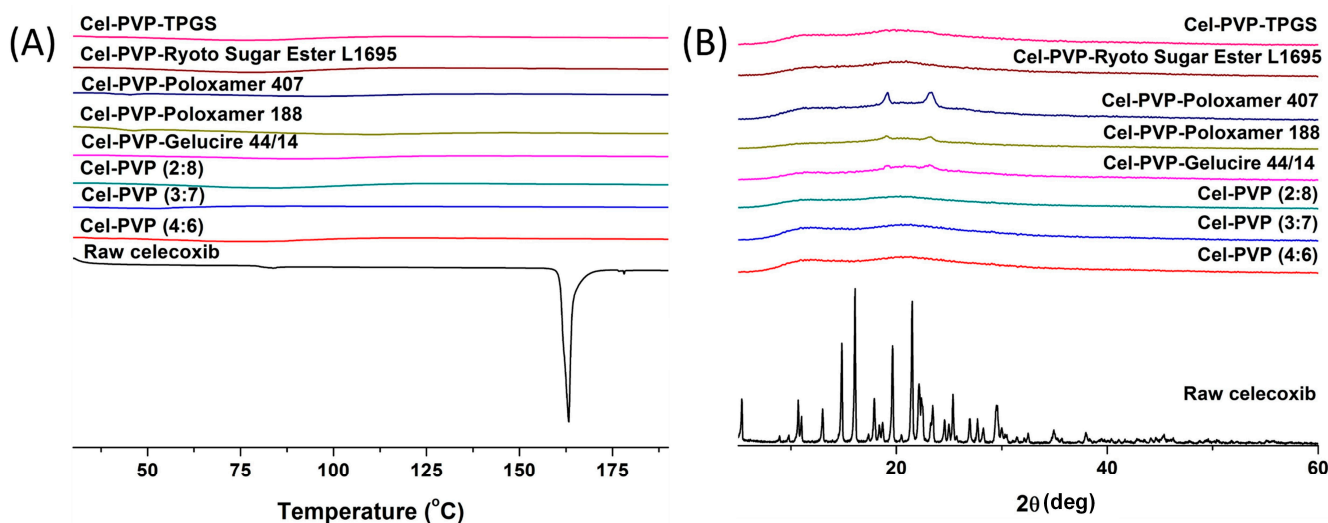 (A)
Cel-PVP-TPGS
Cel-PVP-Ryoto Sugar Ester L1695
Cel-PVP-Poloxamer 407
Cel-PVP-Poloxamer 188
Cel-PVP-Gelucire 44/14
Cel-PVP (2:8)
Cel-PVP (3:7)
Cel-PVP (4:6)
Raw celecoxib
50 75 100 125 150 175
Temperature (°C)
(B)
Cel-PVP-TPGS
Cel-PVP-Ryoto Sugar Ester L1695
Cel-PVP-Poloxamer 407
Cel-PVP-Poloxamer 188
Cel-PVP-Gelucire 44/14
Cel-PVP (2:8)
Cel-PVP (3:7)
Cel-PVP (4:6)
Raw celecoxib
20 40 60
2θ (deg)